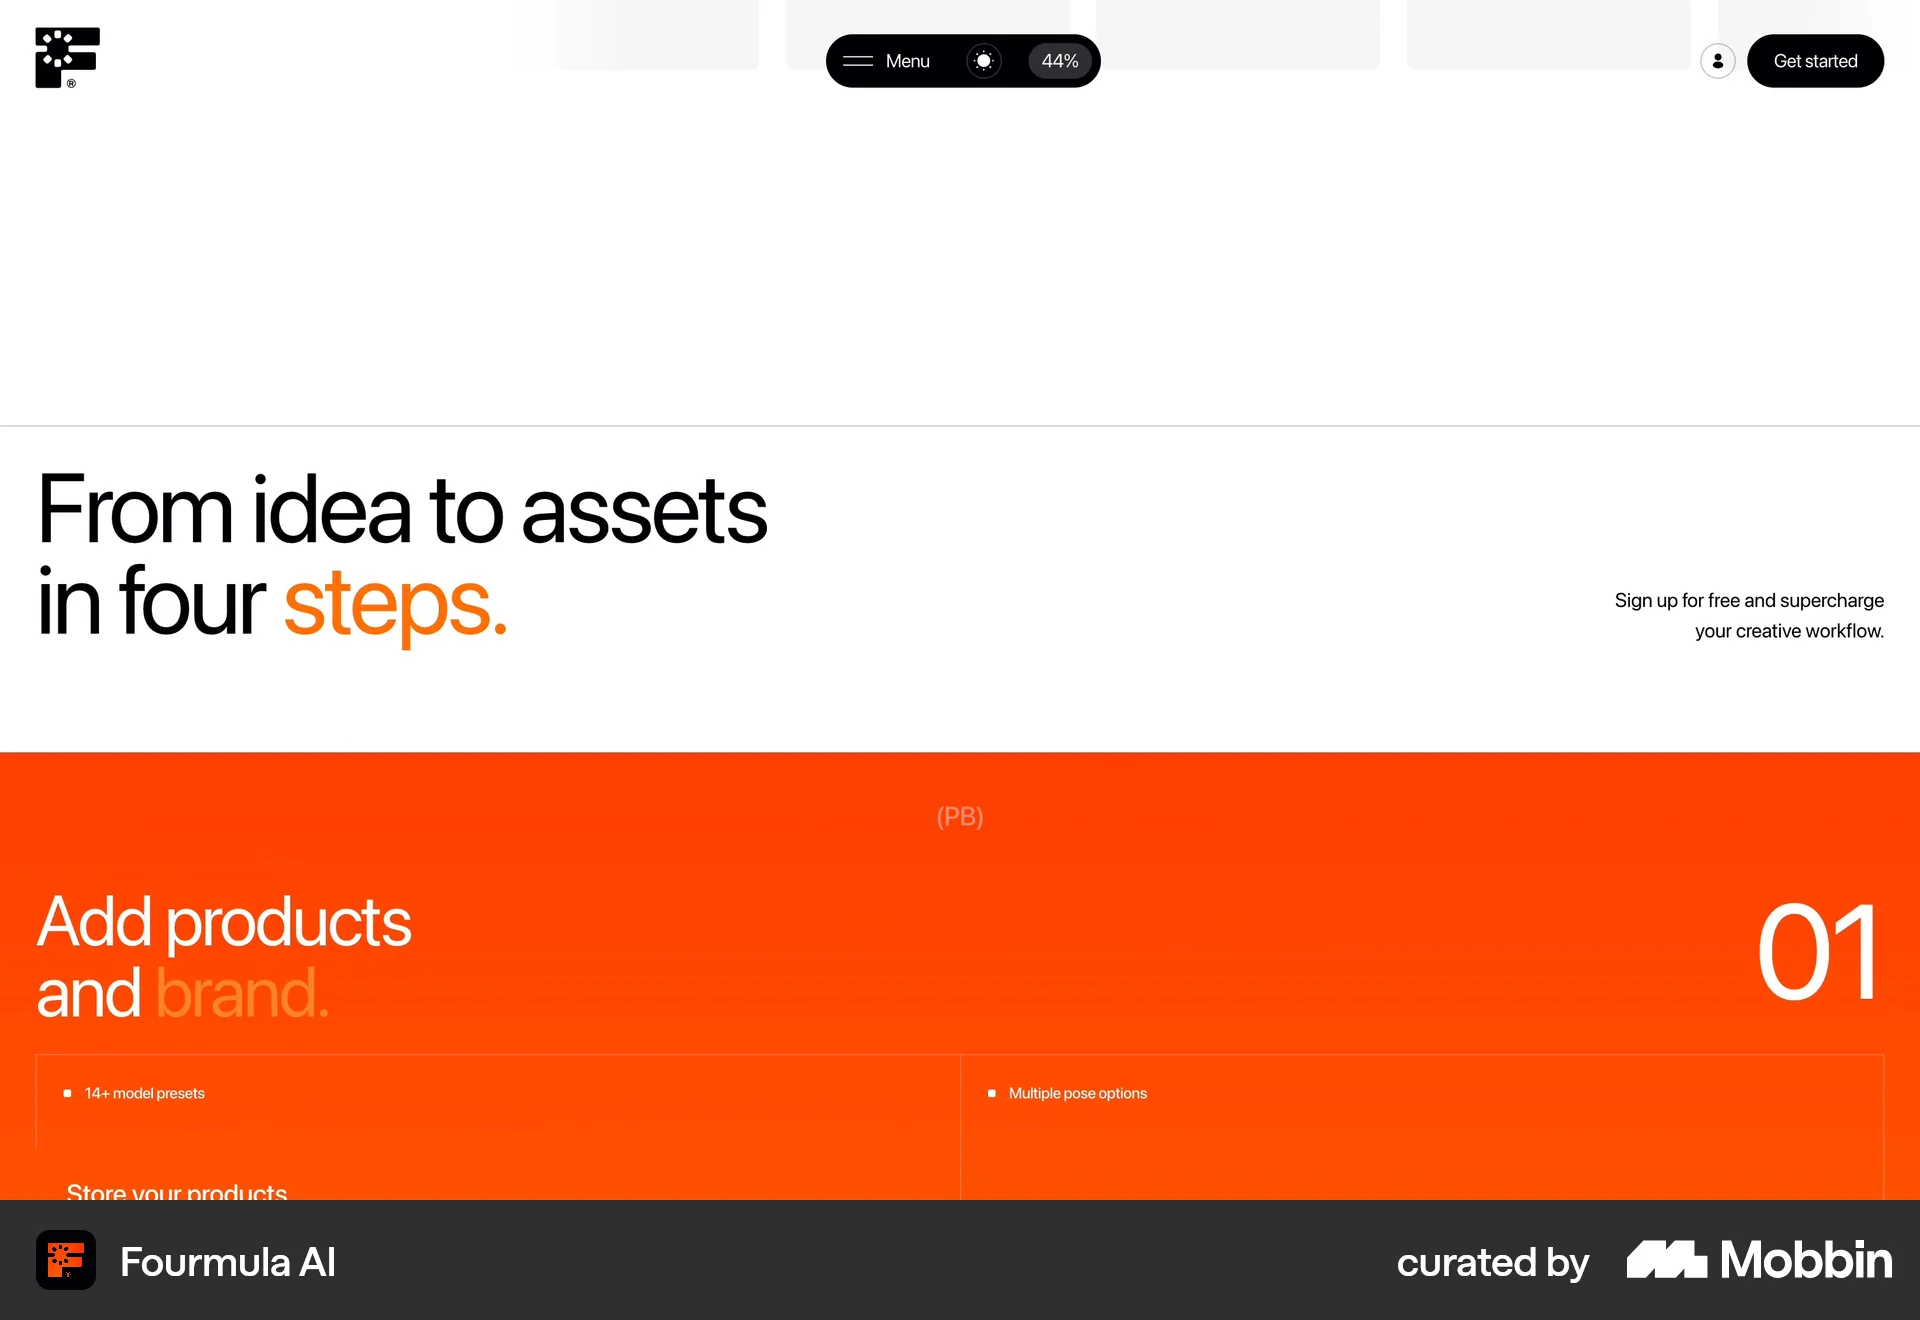 ®
Menu
44%
Get started
From idea to assets
in four steps.
Sign up for free and supercharge
your creative workflow.
(PB)
Add products
and brand.
01
14+ model presets
Multiple pose options
Store your products
Fourmula AI
curated by Mobbin